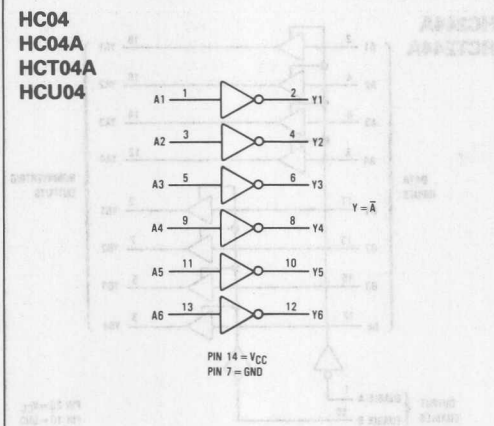 HC04
HC04A
HCT04A
HCU04
A1 1 2 Y1
A2 3 4 Y2
A3 5 6 Y3
Y = A̅
A4 9 8 Y4
A5 11 10 Y5
A6 13 12 Y6
PIN 14 = VCC
PIN 7 = GND